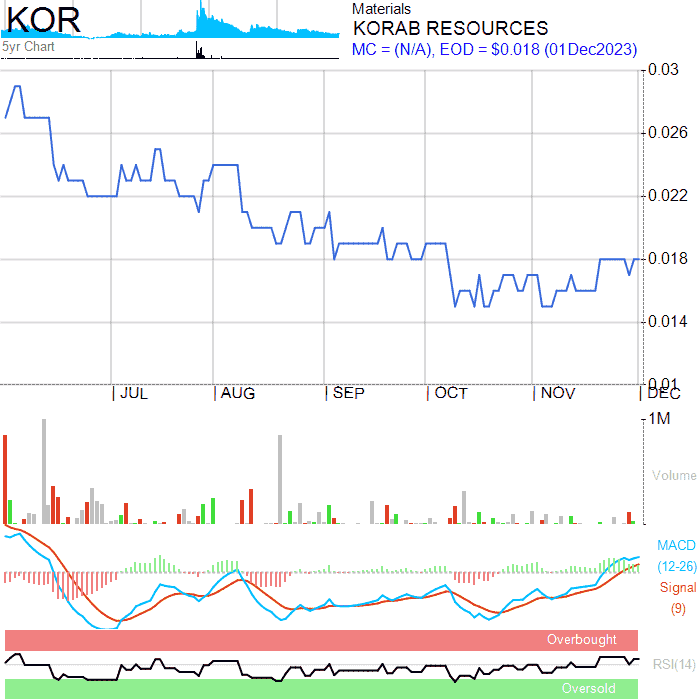 KOR
Materials
5yr Chart
KORAB RESOURCES
MC = (N/A), EOD = $0.018 (01Dec2023)
0.03
0.026
0.022
0.018
0.014
0.01
JUL AUG SEP OCT NOV DEC
1M
Volume
MACD
(12-26)
Signal
(9)
Overbought
RSI(14)
Oversold